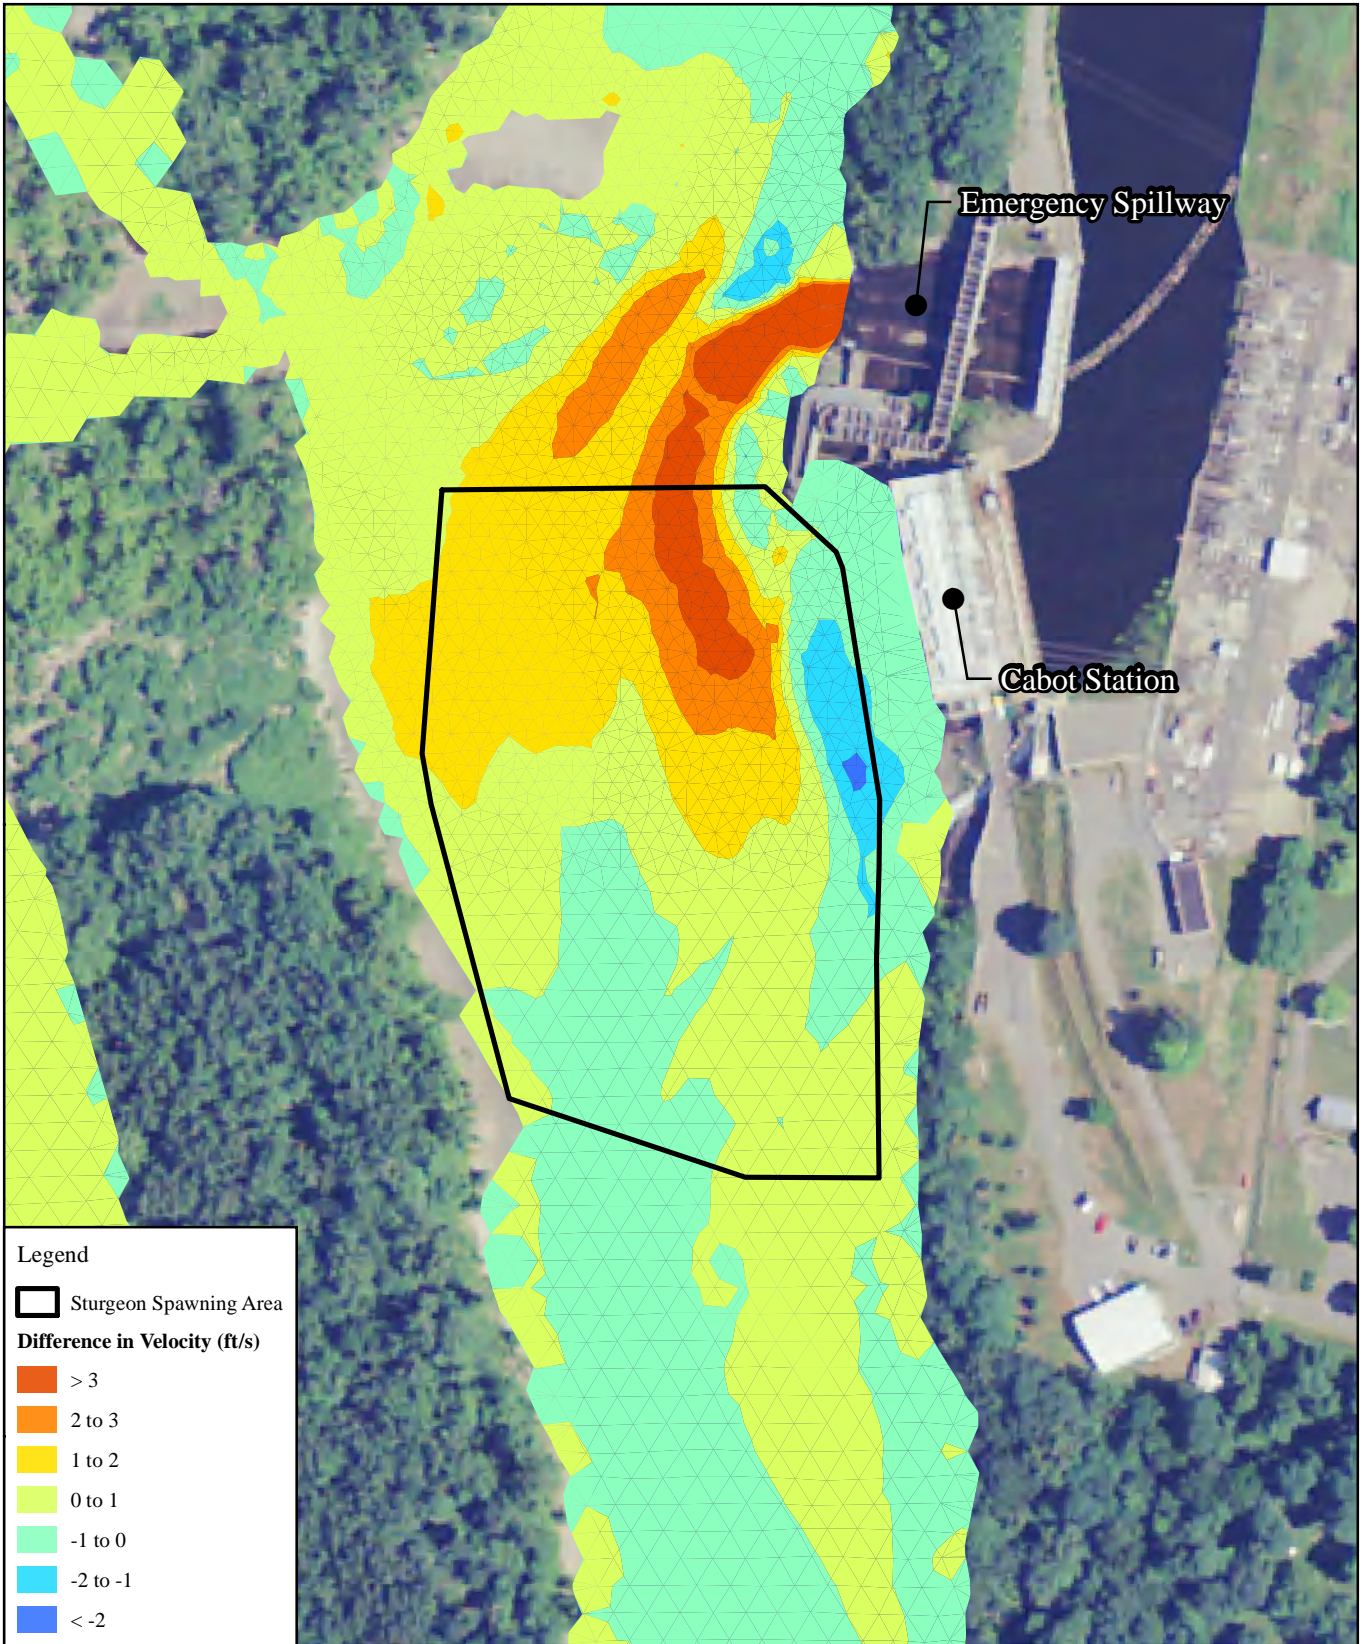 Emergency Spillway
Cabot Station
Legend
Sturgeon Spawning Area
Difference in Velocity (ft/s)
> 3
2 to 3
1 to 2
0 to 1
-1 to 0
-2 to -1
< -2